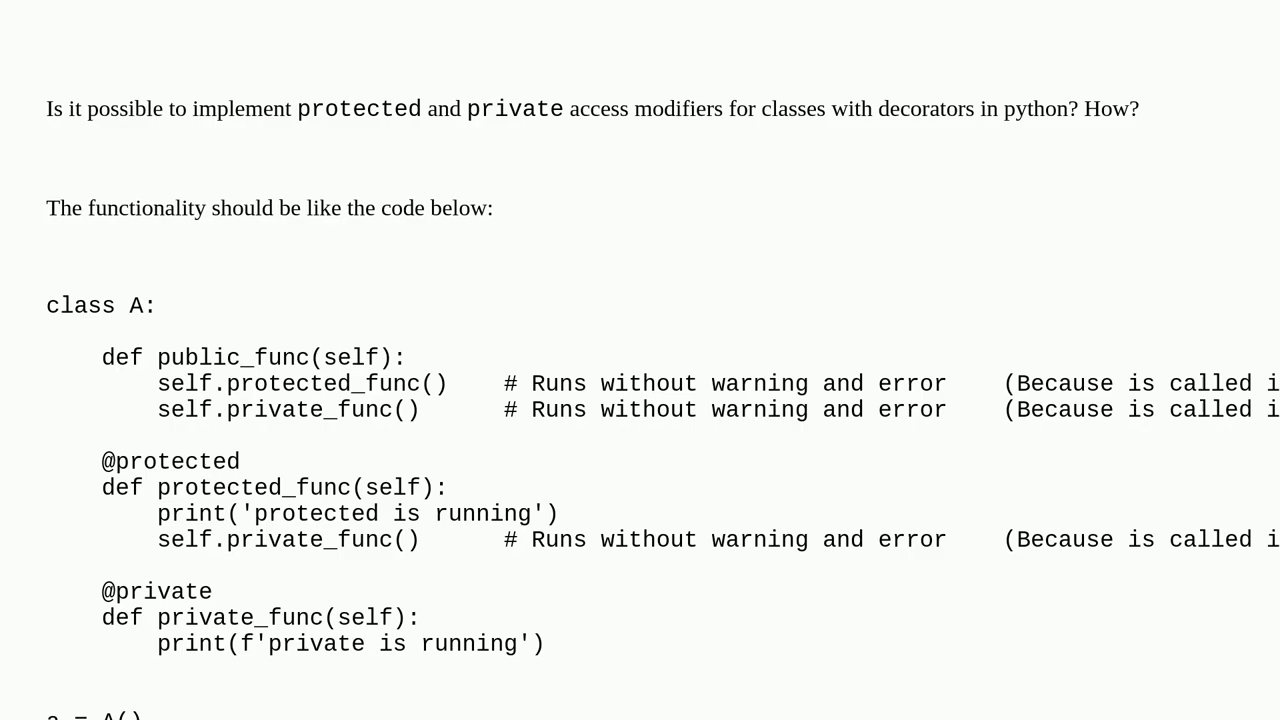 Is it possible to implement protected and private access modifiers for classes with decorators in python? How?
The functionality should be like the code below:
class A:
    def public_func(self):
        self.protected_func()    # Runs without warning and error    (Because is called
        self.private_func()      # Runs without warning and error    (Because is called
    @protected
    def protected_func(self):
        print('protected is running')
        self.private_func()      # Runs without warning and error    (Because is called
    @private
    def private_func(self):
        print(f'private is running')
a = A()